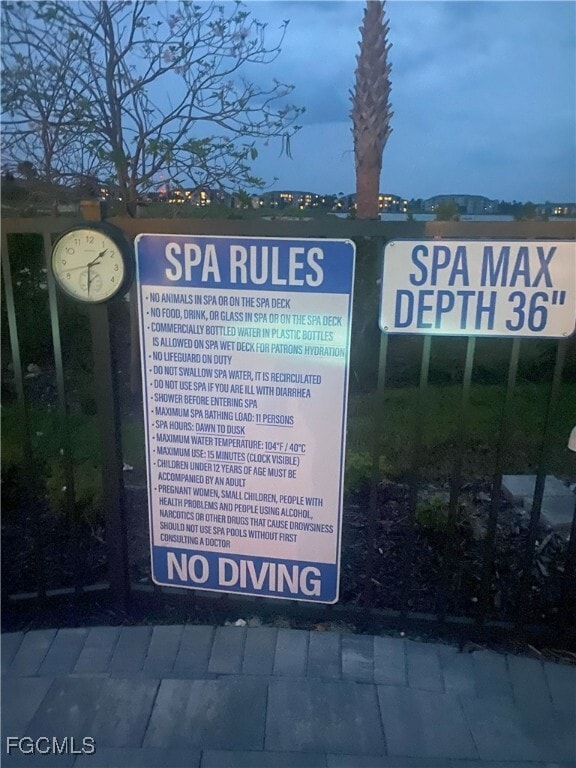 SPA RULES
• NO ANIMALS IN SPA OR ON THE SPA DECK
• NO FOOD, DRINK, OR GLASS IN SPA OR ON THE SPA DECK
• COMMERCIALLY BOTTLED WATER IN PLASTIC BOTTLES
IS ALLOWED ON SPA WET DECK FOR PATRONS HYDRATION
• NO LIFEGUARD ON DUTY
• DO NOT SWALLOW SPA WATER, IT IS RECIRCULATED
• DO NOT USE SPA IF YOU ARE ILL WITH DIARRHEA
• SHOWER BEFORE ENTERING SPA
• MAXIMUM SPA BATHING LOAD: 11 PERSONS
• SPA HOURS: DAWN TO DUSK
• MAXIMUM WATER TEMPERATURE: 104°F / 40°C
• MAXIMUM USE: 15 MINUTES (CLOCK VISIBLE)
• CHILDREN UNDER 12 YEARS OF AGE MUST BE
ACCOMPANIED BY AN ADULT
• PREGNANT WOMEN, SMALL CHILDREN, PEOPLE WITH
HEALTH PROBLEMS AND PEOPLE USING ALCOHOL,
NARCOTICS OR OTHER DRUGS THAT CAUSE DROWSINESS
SHOULD NOT USE SPA POOLS WITHOUT FIRST
CONSULTING A DOCTOR
NO DIVING
SPA MAX
DEPTH 36"
FGCMLS